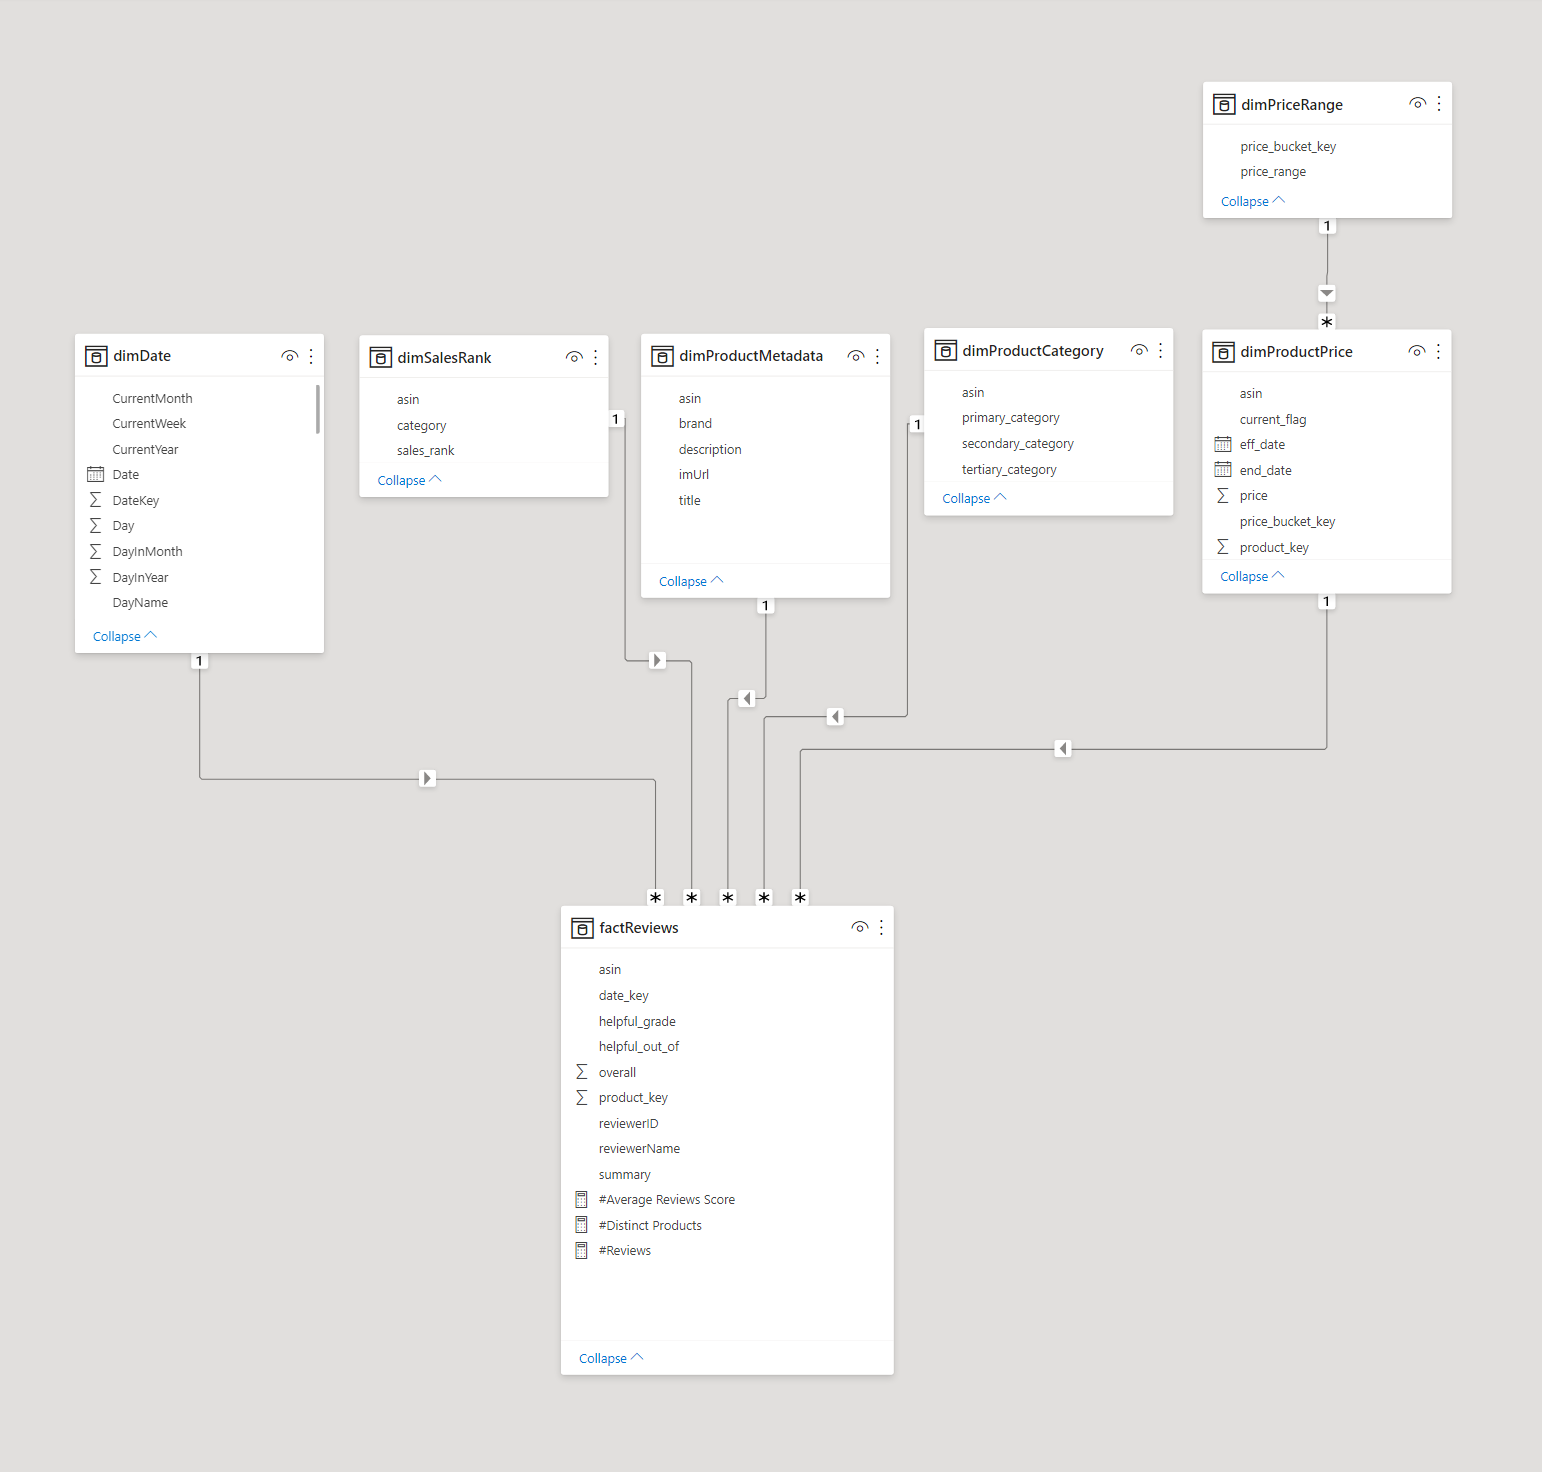 dimPriceRange
price_bucket_key
price_range
Collapse
1
*
dimDate
CurrentMonth
CurrentWeek
CurrentYear
Date
DateKey
Day
DayInMonth
DayInYear
DayName
Collapse
1
dimSalesRank
asin
category
sales_rank
Collapse
1
dimProductMetadata
asin
brand
description
imUrl
title
Collapse
1
dimProductCategory
asin
primary_category
secondary_category
tertiary_category
Collapse
1
dimProductPrice
asin
current_flag
eff_date
end_date
price
price_bucket_key
product_key
Collapse
1
* * * * *
factReviews
asin
date_key
helpful_grade
helpful_out_of
overall
product_key
reviewerID
reviewerName
summary
#Average Reviews Score
#Distinct Products
#Reviews
Collapse